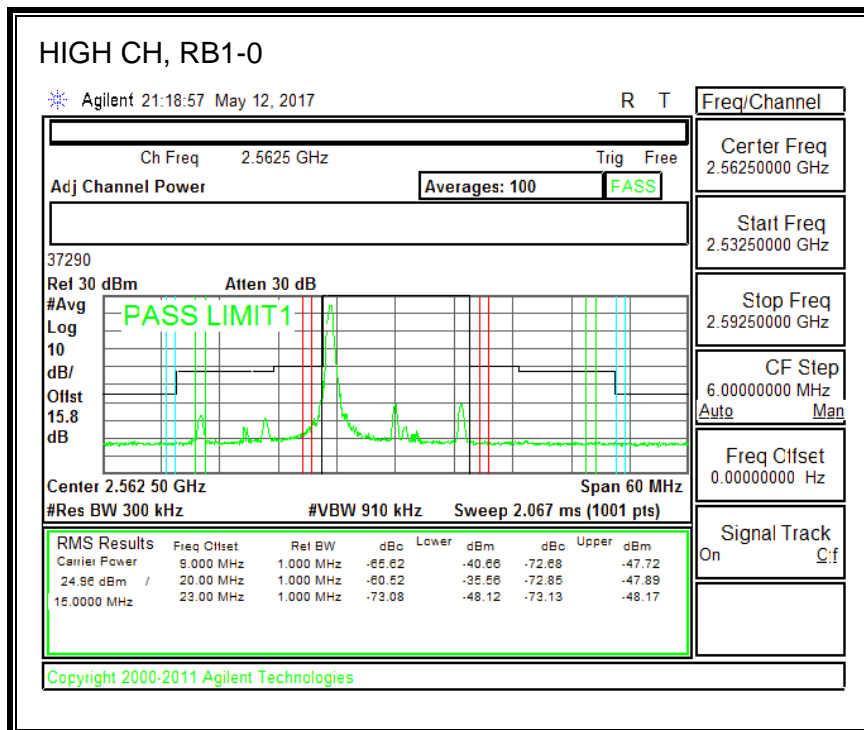 HIGH CH, RB1-0
Agilent 21:18:57 May 12, 2017 R T
Freq/Channel
Ch Freq 2.5625 GHz Trig Free
Adj Channel Power Averages: 100 PASS
Center Freq
2.56250000 GHz
Start Freq
2.53250000 GHz
Stop Freq
2.59250000 GHz
CF Step
6.00000000 MHz
Auto Man
Freq Offset
0.00000000 Hz
Signal Track
On Off
37290
Ref 30 dBm Atten 30 dB
#Avg
Log
10
dB/
Offst
15.8
dB
PASS LIMIT1
Center 2.562 50 GHz Span 60 MHz
#Res BW 300 kHz #VBW 910 kHz Sweep 2.067 ms (1001 pts)
RMS Results Freq Offset Ref BW dBc Lower dBm dBc Upper dBm
Carrier Power 9.000 MHz 1.000 MHz -65.62 -40.66 -72.68 -47.72
24.96 dBm / 20.00 MHz 1.000 MHz -60.52 -35.56 -72.85 -47.89
15.0000 MHz 23.00 MHz 1.000 MHz -73.08 -48.12 -73.13 -48.17
Copyright 2000-2011 Agilent Technologies